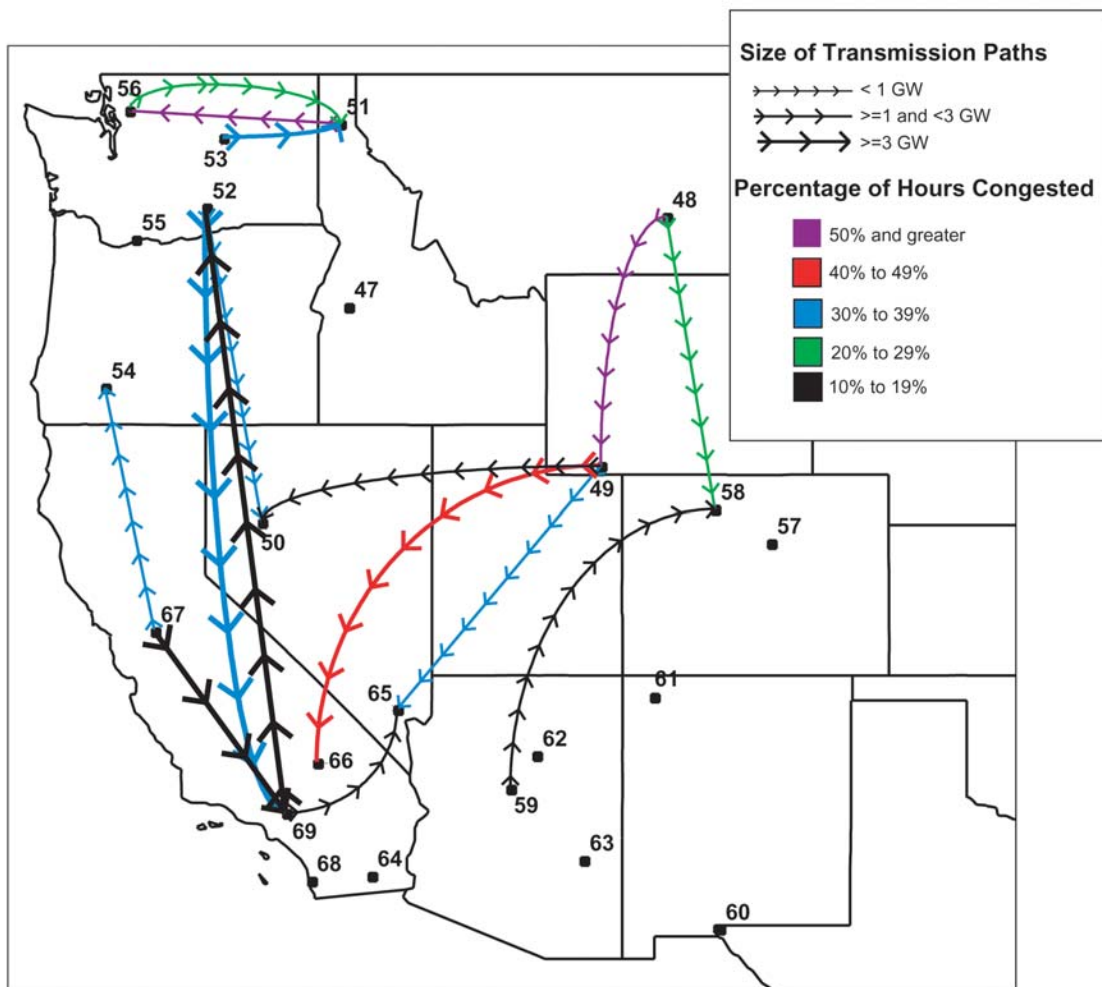 Size of Transmission Paths
< 1 GW
>=1 and <3 GW
>=3 GW
Percentage of Hours Congested
50% and greater
40% to 49%
30% to 39%
20% to 29%
10% to 19%
56
51
53
52
48
55
47
54
49
58
50
57
67
61
65
62
66
59
69
63
68
64
60